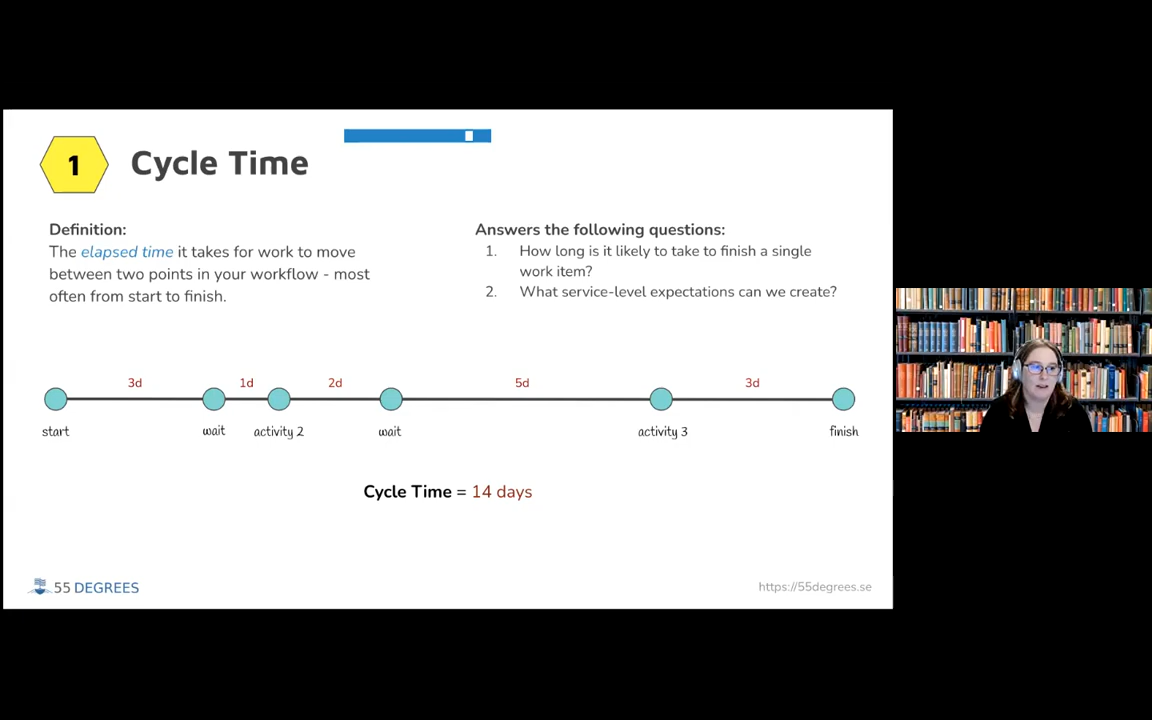 1
Cycle Time
Definition:
The elapsed time it takes for work to move
between two points in your workflow - most
often from start to finish.
Answers the following questions:
1. How long is it likely to take to finish a single
work item?
2. What service-level expectations can we create?
3d 1d 2d 5d 3d
start wait activity 2 wait activity 3 finish
Cycle Time = 14 days
55 DEGREES
https://55degrees.se